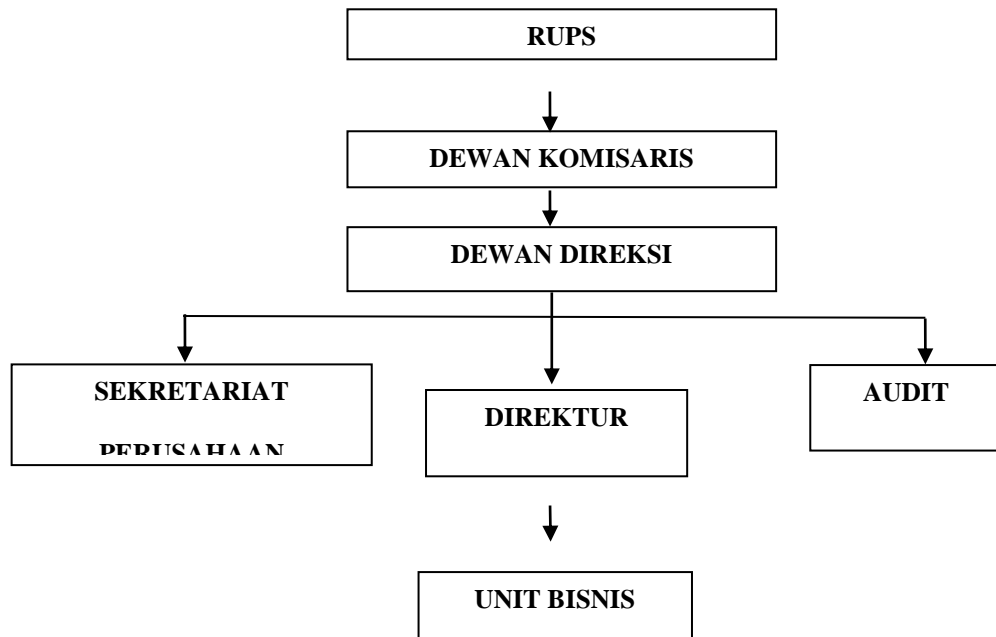 RUPS
DEWAN KOMISARIS
DEWAN DIREKSI
SEKRETARIAT
PERUSAHAAN
DIREKTUR
AUDIT
UNIT BISNIS